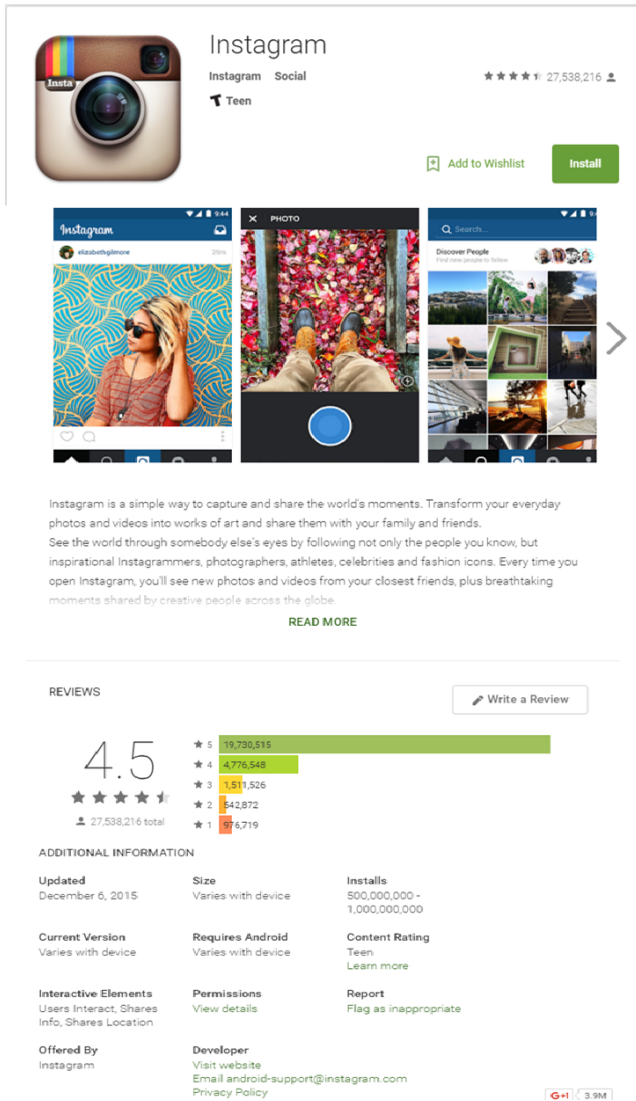 Instagram
Insta
Instagram Social
27,538,216
Teen
Add to Wishlist
Install
9:44
Instagram
elizabethgilmore
PHOTO
Search...
Discover People
Find new people to follow
Instagram is a simple way to capture and share the world's moments. Transform your everyday
photos and videos into works of art and share them with your family and friends.
See the world through somebody else's eyes by following not only the people you know, but
inspirational Instagrammers, photographers, athletes, celebrities and fashion icons. Every time you
open Instagram, you'll see new photos and videos from your closest friends, plus breathtaking
moments shared by creative people across the globe.
READ MORE
REVIEWS
Write a Review
4.5
27,538,216 total
5 19,730,515
4 4,776,548
3 1,511,526
2 542,872
1 976,719
ADDITIONAL INFORMATION
Updated
December 6, 2015
Size
Varies with device
Installs
500,000,000 -
1,000,000,000
Current Version
Varies with device
Requires Android
Varies with device
Content Rating
Teen
Learn more
Interactive Elements
Users Interact, Shares
Info, Shares Location
Permissions
View details
Report
Flag as inappropriate
Offered By
Instagram
Developer
Visit website
Email android-support@instagram.com
Privacy Policy
G+1 3.9M